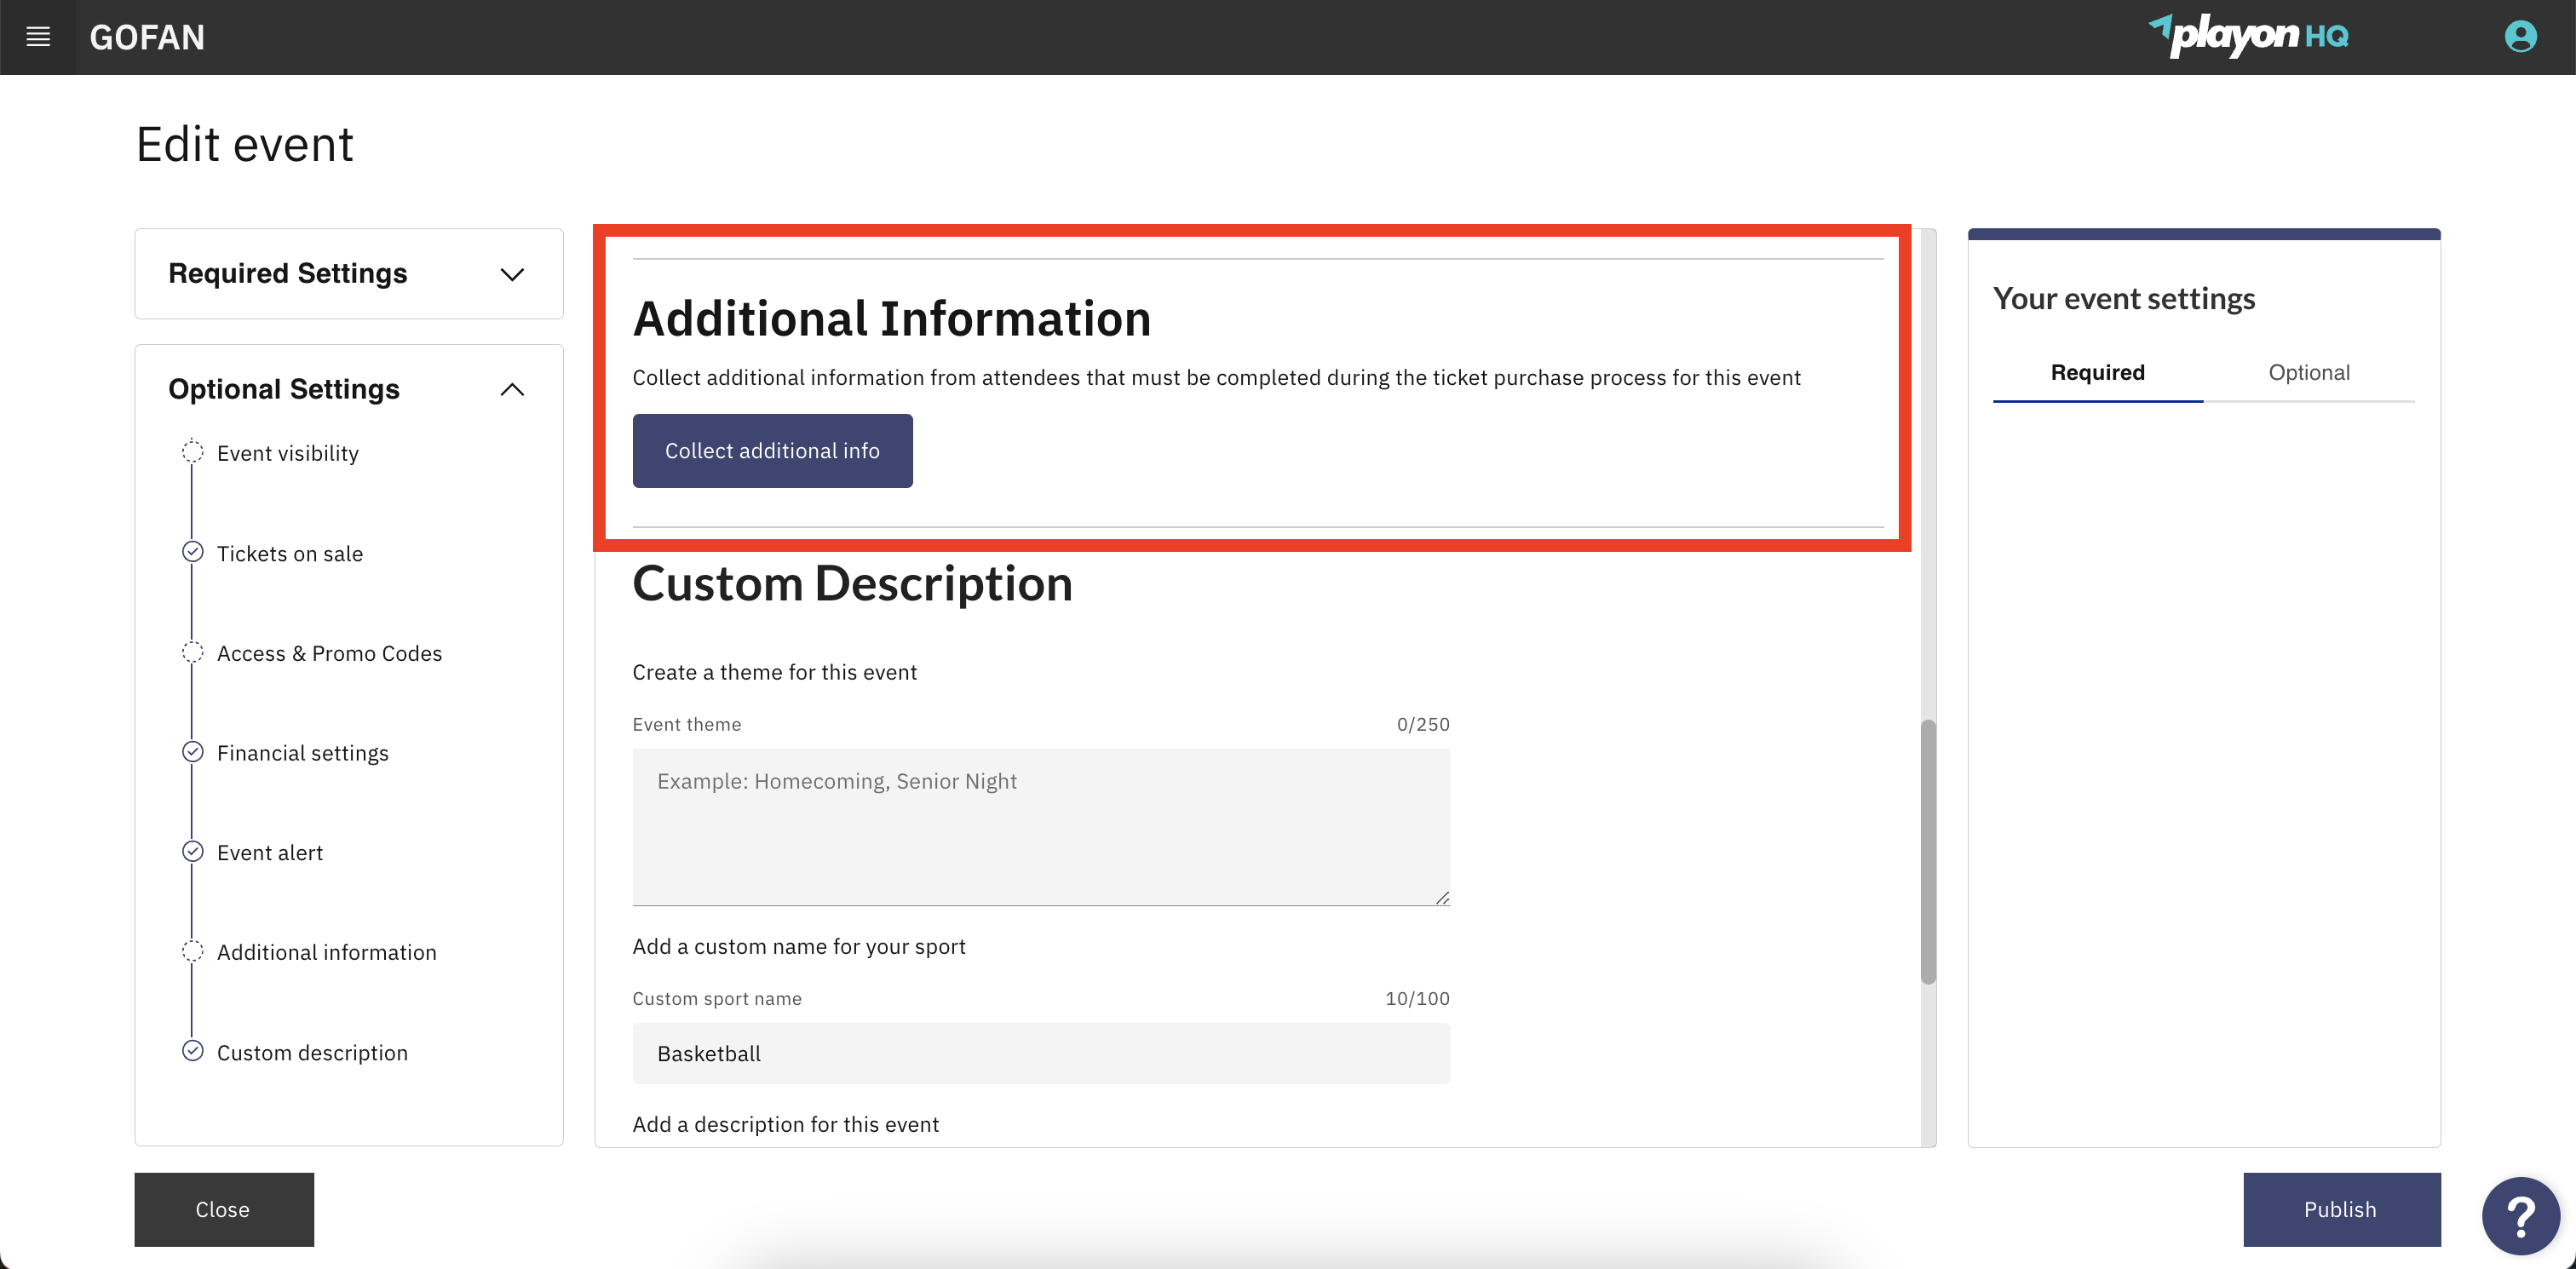 GOFAN
playon HQ
Edit event
Required Settings
Optional Settings
Event visibility
Tickets on sale
Access & Promo Codes
Financial settings
Event alert
Additional information
Custom description
Additional Information
Collect additional information from attendees that must be completed during the ticket purchase process for this event
Collect additional info
Custom Description
Create a theme for this event
Event theme 0/250
Example: Homecoming, Senior Night
Add a custom name for your sport
Custom sport name 10/100
Basketball
Add a description for this event
Your event settings
Required Optional
Close
Publish
?